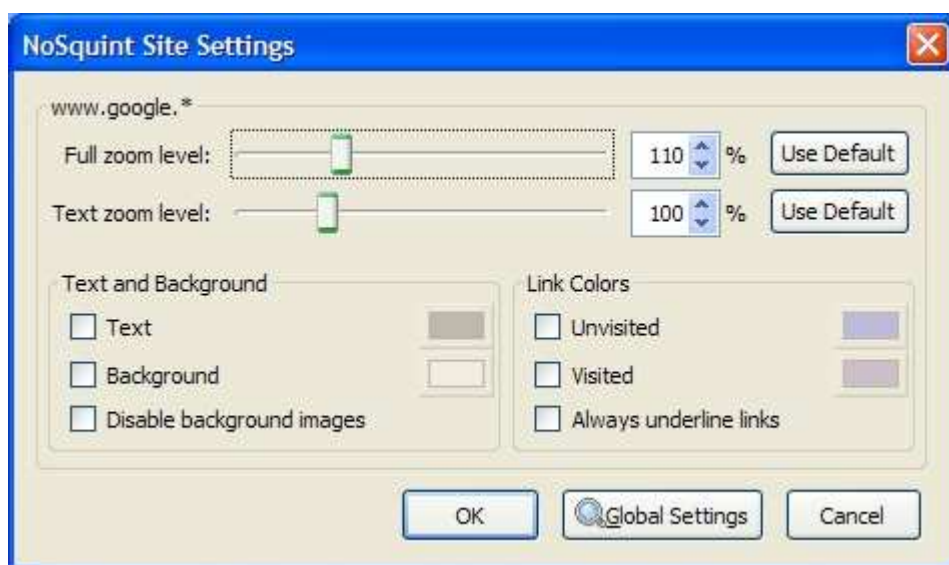 NoSquint Site Settings
www.google.*
Full zoom level: 110 % Use Default
Text zoom level: 100 % Use Default
Text and Background
Text
Background
Disable background images
Link Colors
Unvisited
Visited
Always underline links
OK Global Settings Cancel